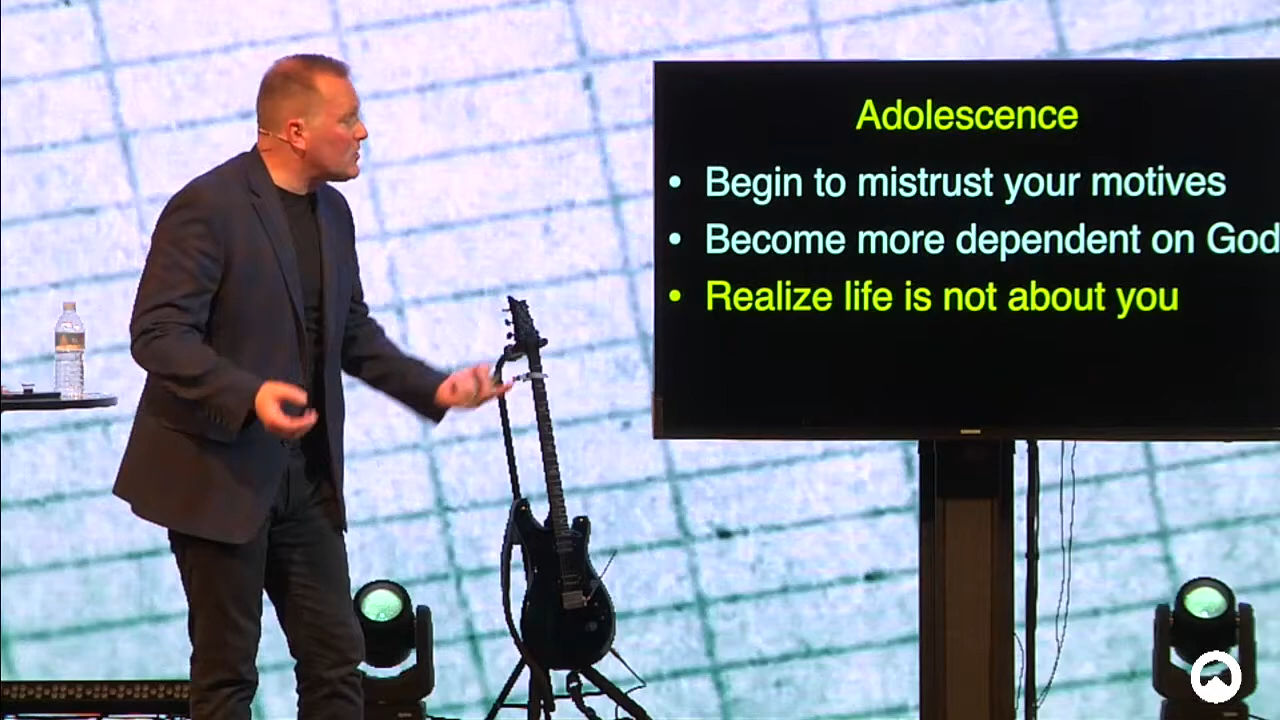 Adolescence
• Begin to mistrust your motives
• Become more dependent on God
• Realize life is not about you